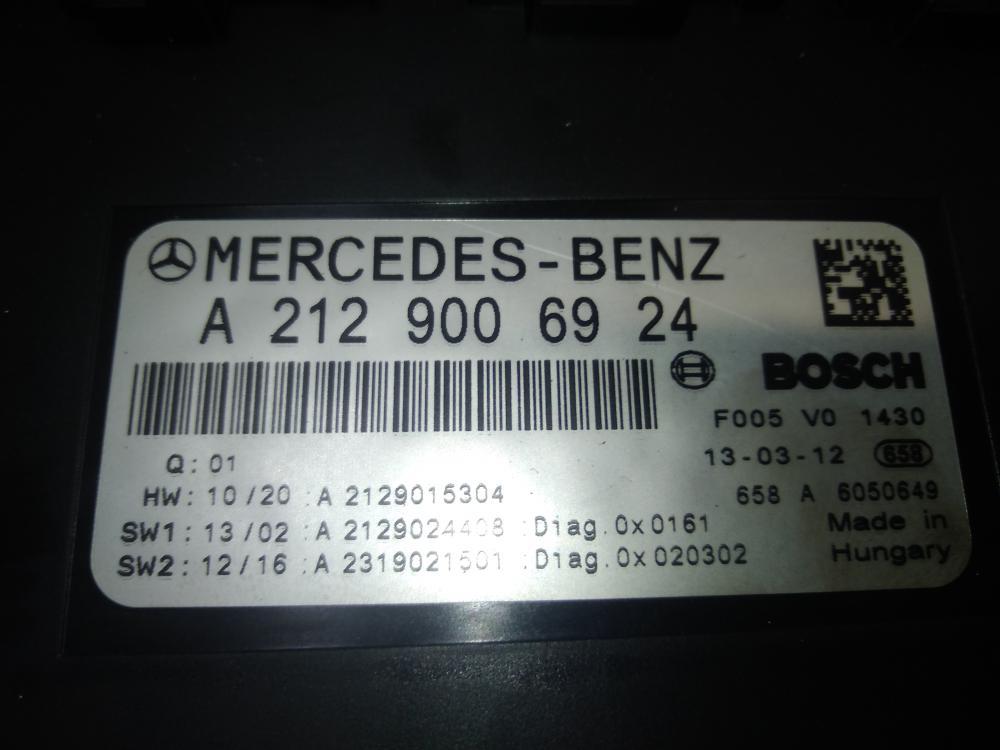 MERCEDES-BENZ
A 212 900 69 24
BOSCH
F005 V0 1430
Q: 01
13-03-12 658
HW: 10/20 :A 2129015304
658 A 6050649
SW1: 13/02 :A 2129024408 :Diag.0x0161
Made in
SW2: 12/16 :A 2319021501 :Diag.0x020302
Hungary